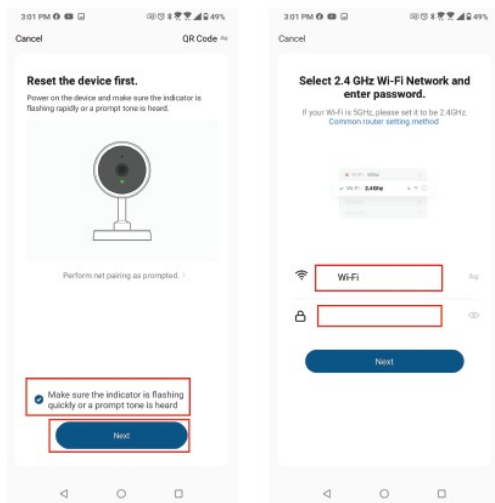 3:01 PM
49%
Cancel
QR Code
Reset the device first.
Power on the device and make sure the indicator is
flashing rapidly or a prompt tone is heard.
Perform net pairing as prompted. >
Make sure the indicator is flashing
quickly or a prompt tone is heard
Next
3:01 PM
49%
Cancel
Select 2.4 GHz Wi-Fi Network and
enter password.
If your Wi-Fi is 5GHz, please set it to be 2.4GHz.
Common router setting method
Wi-Fi - 5Ghz
Wi-Fi - 2.4Ghz
Wi-Fi
Next